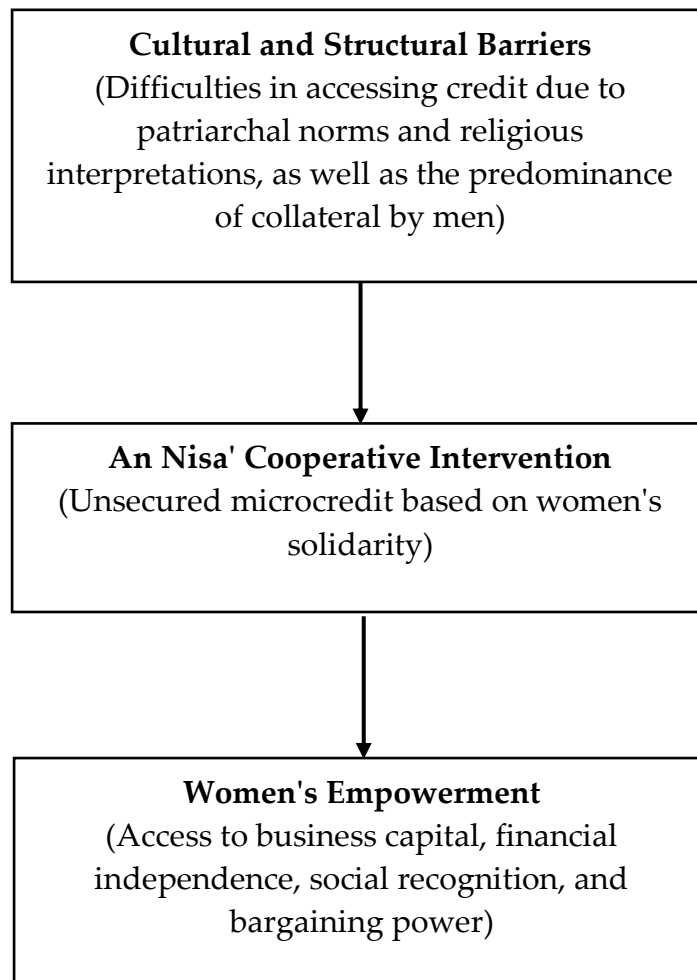 Cultural and Structural Barriers
(Difficulties in accessing credit due to
patriarchal norms and religious
interpretations, as well as the predominance
of collateral by men)
An Nisa' Cooperative Intervention
(Unsecured microcredit based on women's
solidarity)
Women's Empowerment
(Access to business capital, financial
independence, social recognition, and
bargaining power)